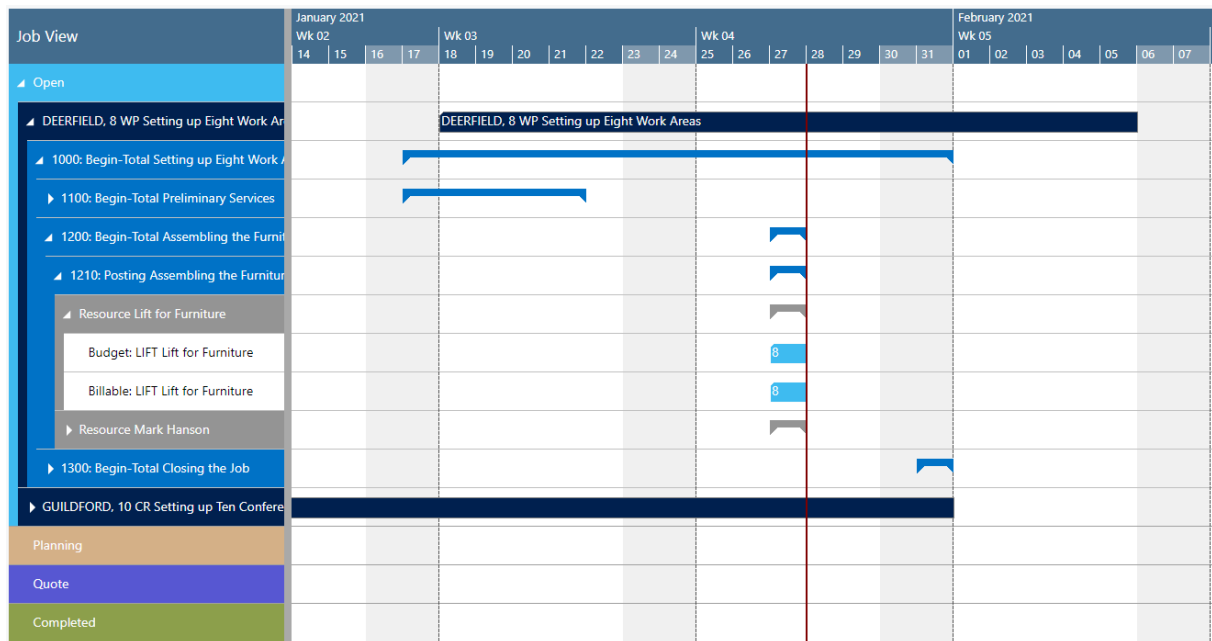 Job View
January 2021
February 2021
Wk 02
Wk 03
Wk 04
Wk 05
14 15 16 17 18 19 20 21 22 23 24 25 26 27 28 29 30 31 01 02 03 04 05 06 07
Open
DEERFIELD, 8 WP Setting up Eight Work Ar
DEERFIELD, 8 WP Setting up Eight Work Areas
1000: Begin-Total Setting up Eight Work A
1100: Begin-Total Preliminary Services
1200: Begin-Total Assembling the Furnit
1210: Posting Assembling the Furnitur
Resource Lift for Furniture
Budget: LIFT Lift for Furniture
8
Billable: LIFT Lift for Furniture
8
Resource Mark Hanson
1300: Begin-Total Closing the Job
GUILDFORD, 10 CR Setting up Ten Confere
Planning
Quote
Completed